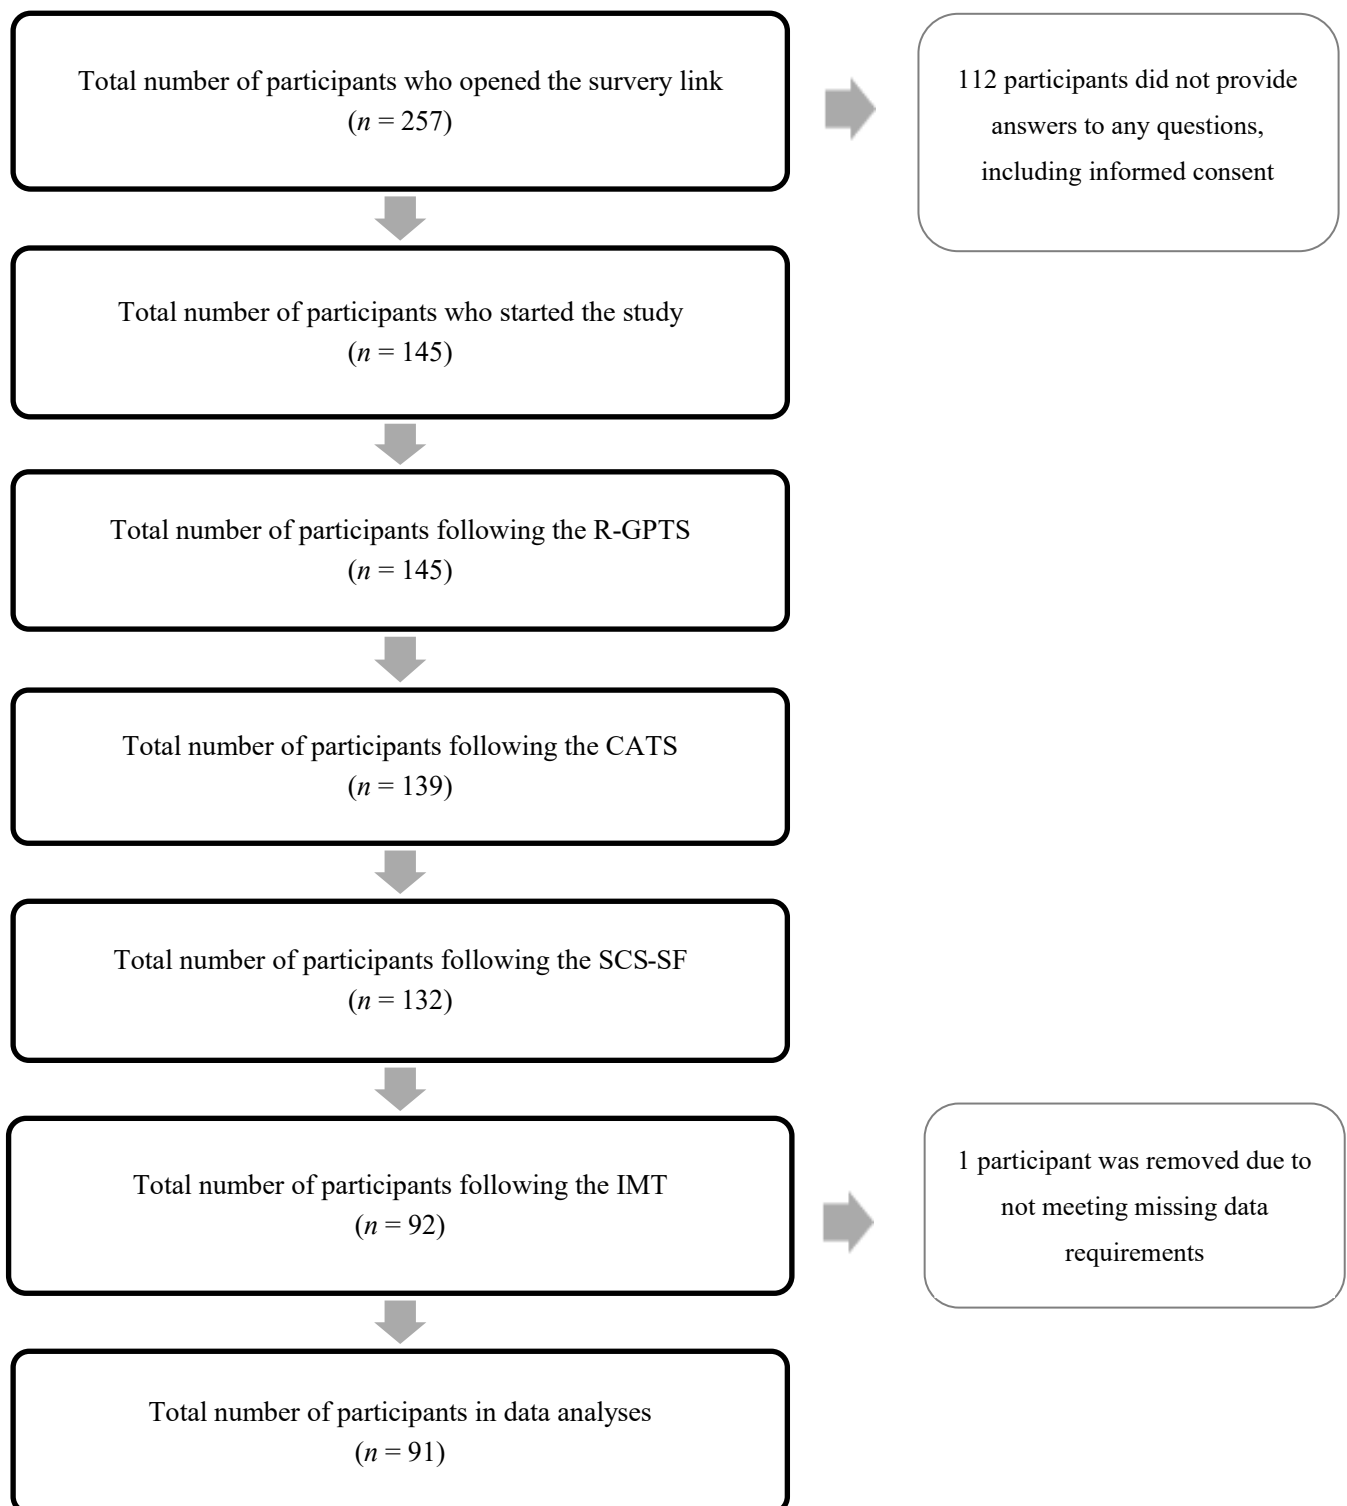 Total number of participants who opened the survery link
(n = 257)
112 participants did not provide
answers to any questions,
including informed consent
Total number of participants who started the study
(n = 145)
Total number of participants following the R-GPTS
(n = 145)
Total number of participants following the CATS
(n = 139)
Total number of participants following the SCS-SF
(n = 132)
Total number of participants following the IMT
(n = 92)
1 participant was removed due to
not meeting missing data
requirements
Total number of participants in data analyses
(n = 91)